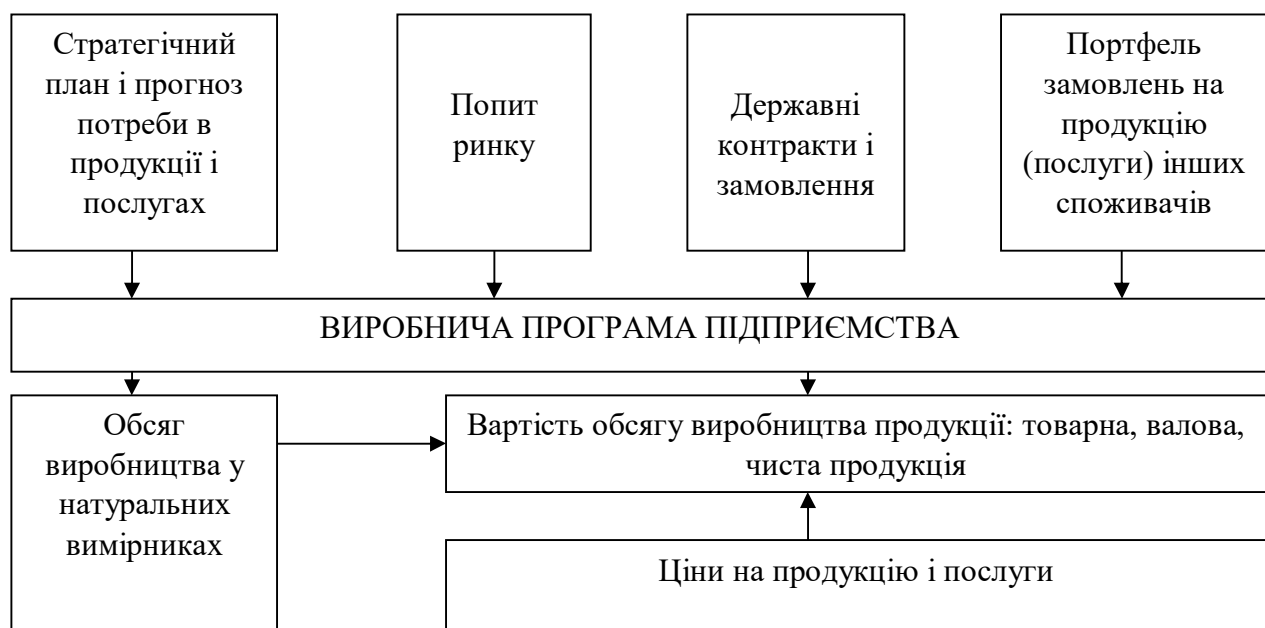 Стратегічний
план і прогноз
потреби в
продукції і
послугах
Попит
ринку
Державні
контракти і
замовлення
Портфель
замовлень на
продукцію
(послуги) інших
споживачів
ВИРОБНИЧА ПРОГРАМА ПІДПРИЄМСТВА
Обсяг
виробництва у
натуральних
вимірниках
Вартість обсягу виробництва продукції: товарна, валова,
чиста продукція
Ціни на продукцію і послуги